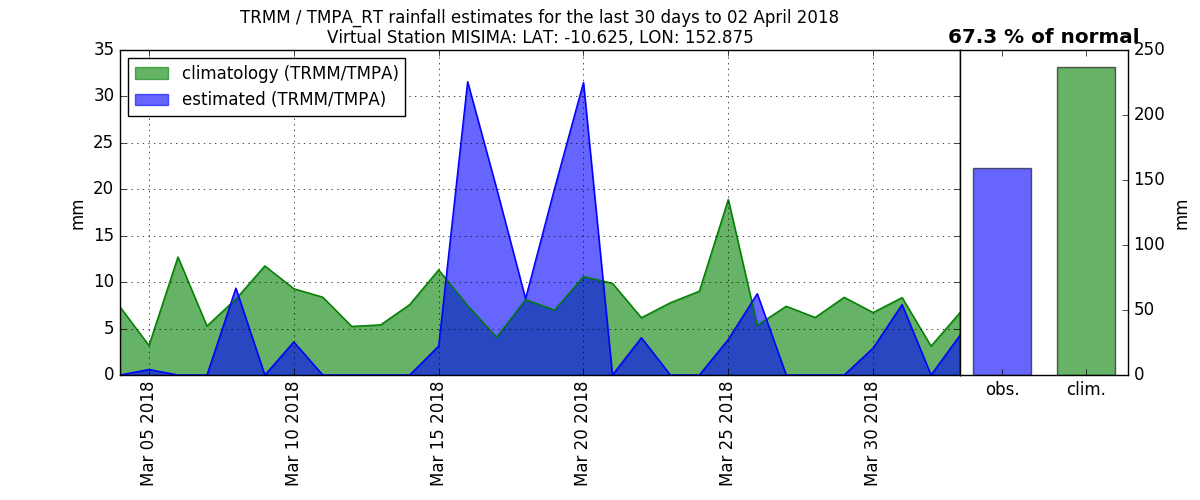 TRMM / TMPA_RT rainfall estimates for the last 30 days to 02 April 2018
Virtual Station MISIMA: LAT: -10.625, LON: 152.875
67.3 % of normal
climatology (TRMM/TMPA)
estimated (TRMM/TMPA)
35
30
25
20
15
10
5
0
mm
Mar 05 2018
Mar 10 2018
Mar 15 2018
Mar 20 2018
Mar 25 2018
Mar 30 2018
250
200
150
100
50
0
mm
obs.
clim.